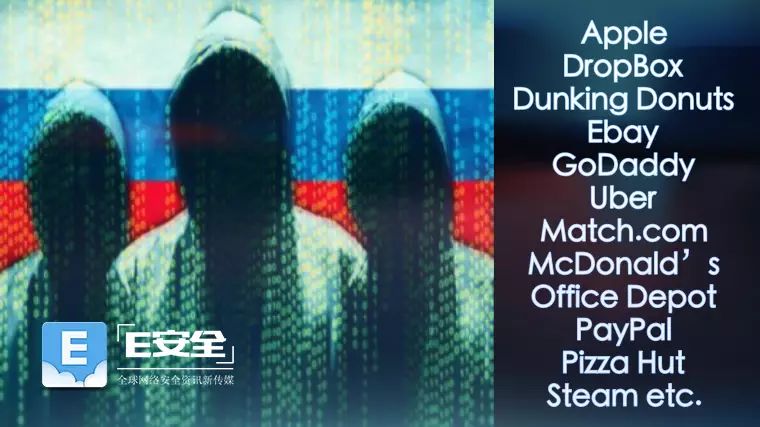 E
E安全
全球网络安全资讯新传媒
Apple
DropBox
Dunking Donuts
Ebay
GoDaddy
Uber
Match.com
McDonald's
Office Depot
PayPal
Pizza Hut
Steam etc.